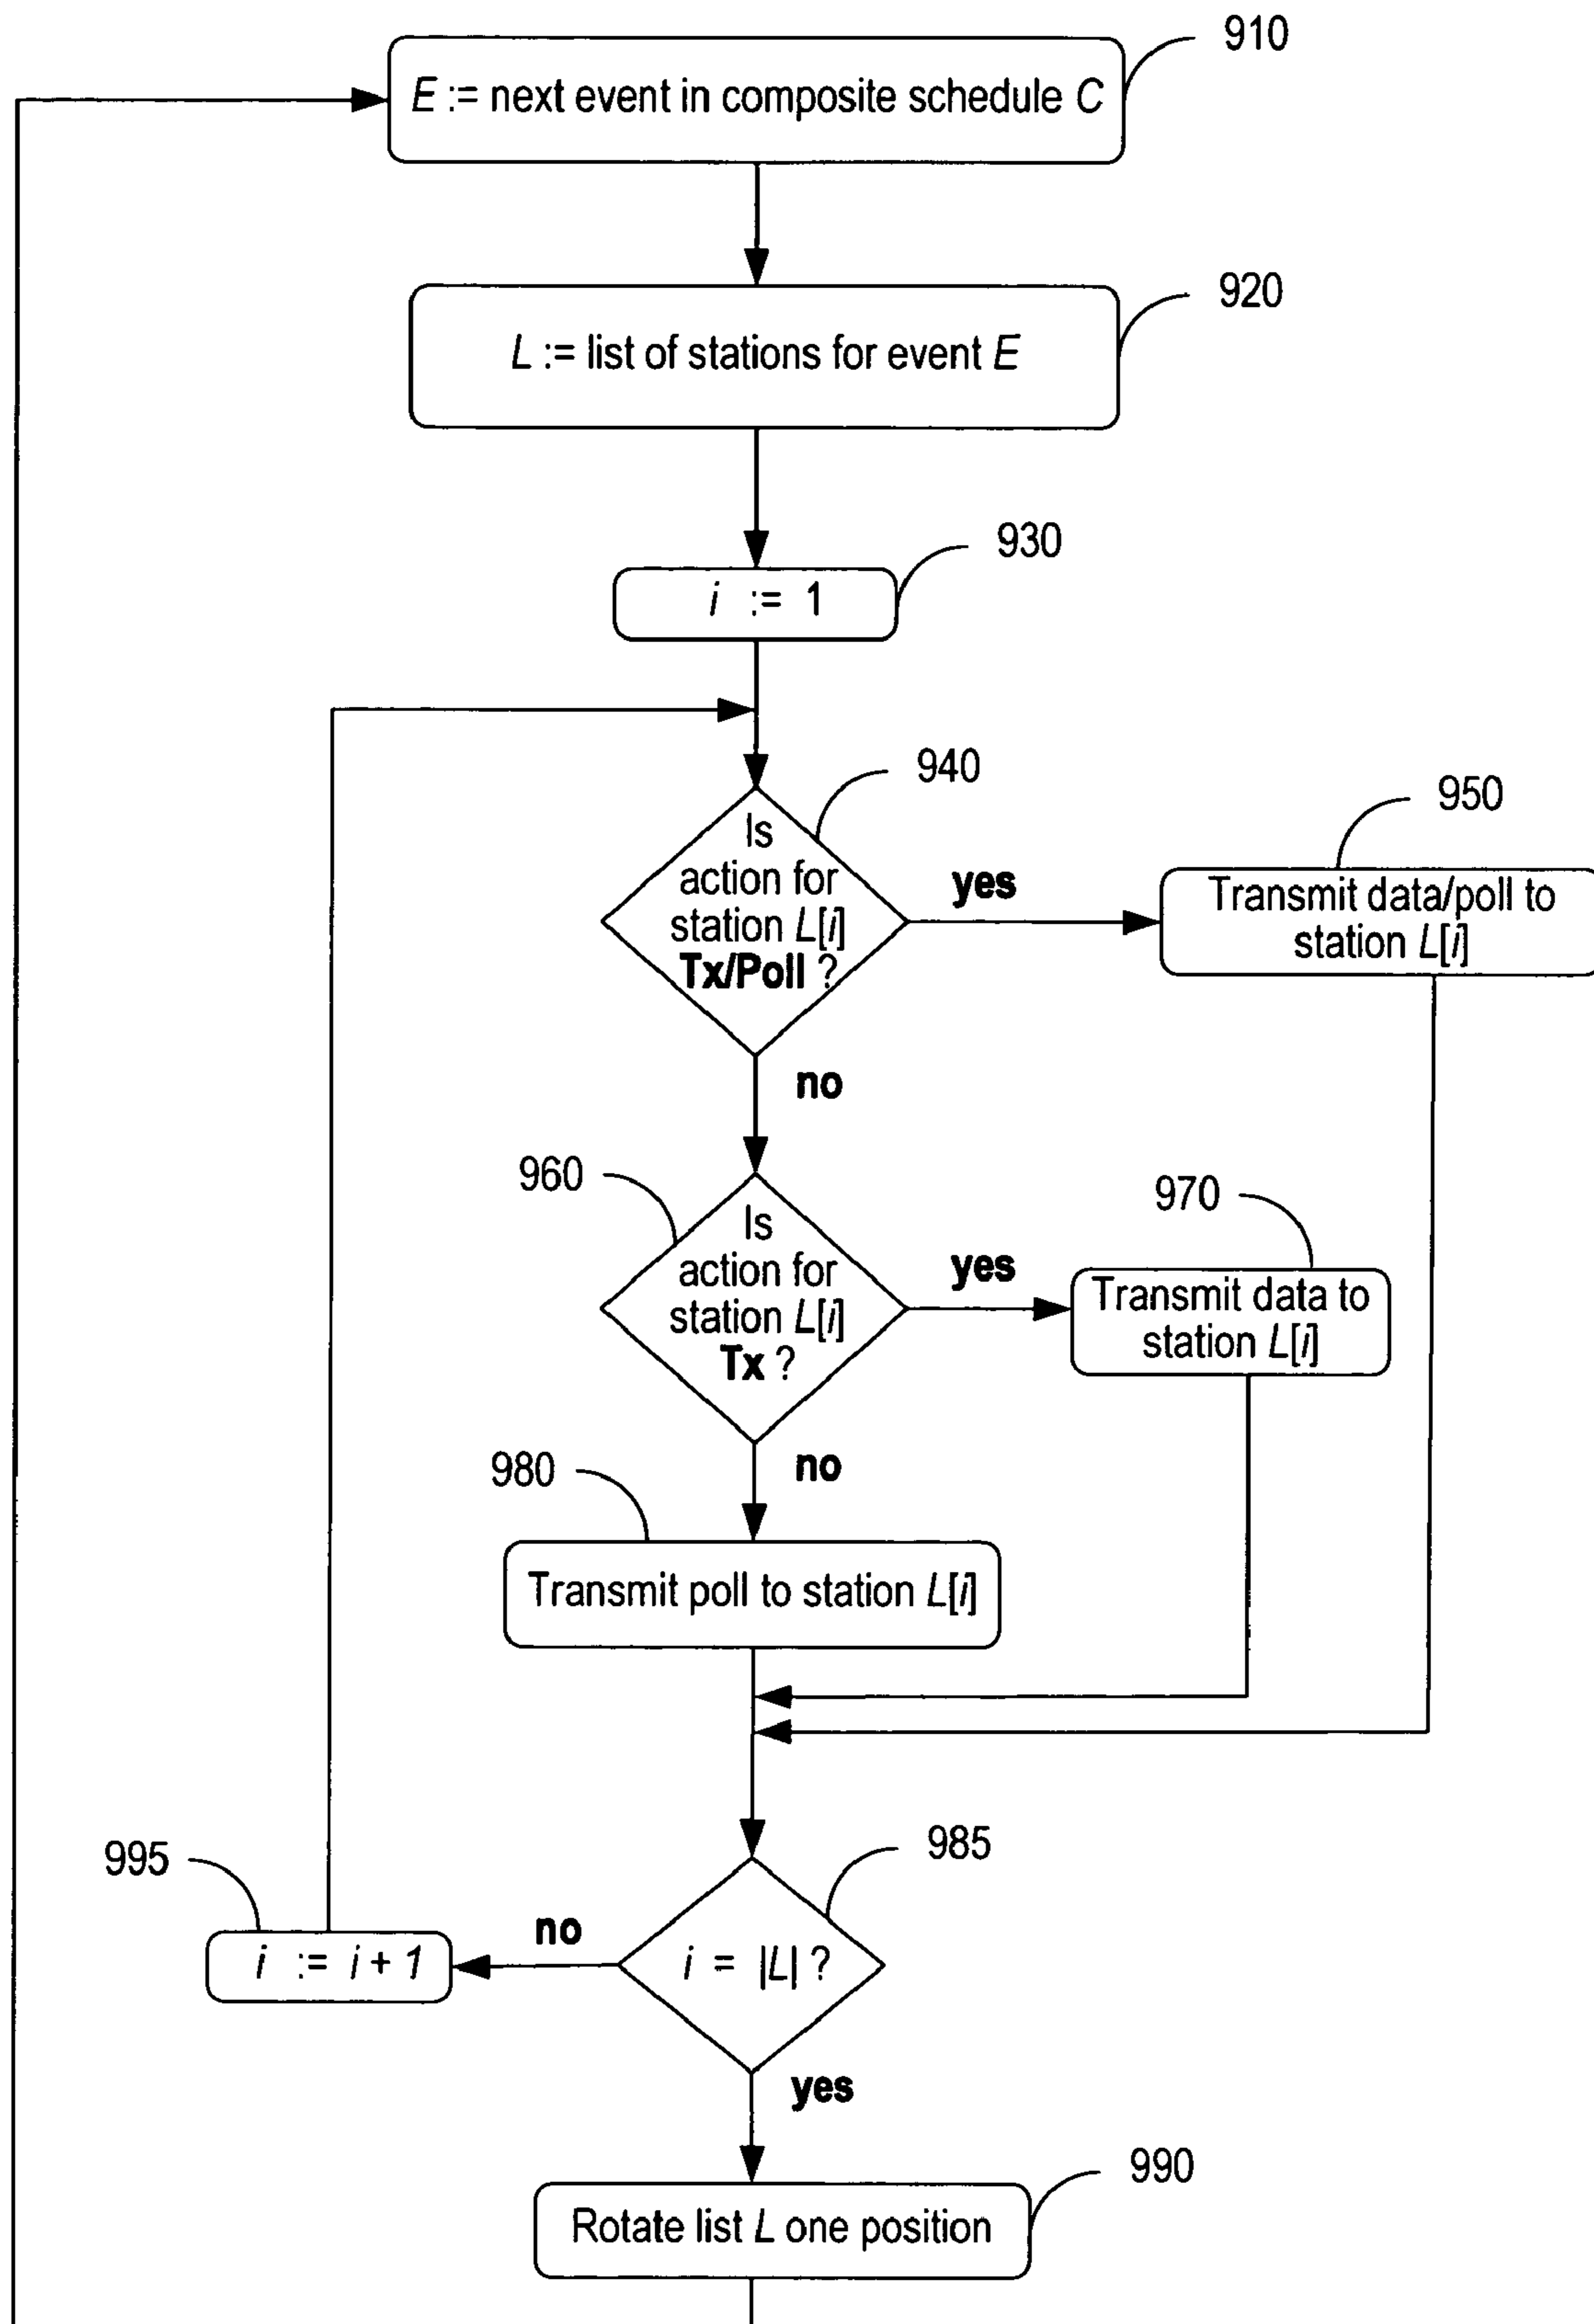 910
E := next event in composite schedule C
920
L := list of stations for event E
930
i := 1
940
Is
action for
station L[i]
Tx/Poll ?
yes
950
Transmit data/poll to
station L[i]
no
960
Is
action for
station L[i]
Tx ?
yes
970
Transmit data to
station L[i]
no
980
Transmit poll to station L[i]
985
i = |L| ?
no
995
i := i + 1
yes
990
Rotate list L one position